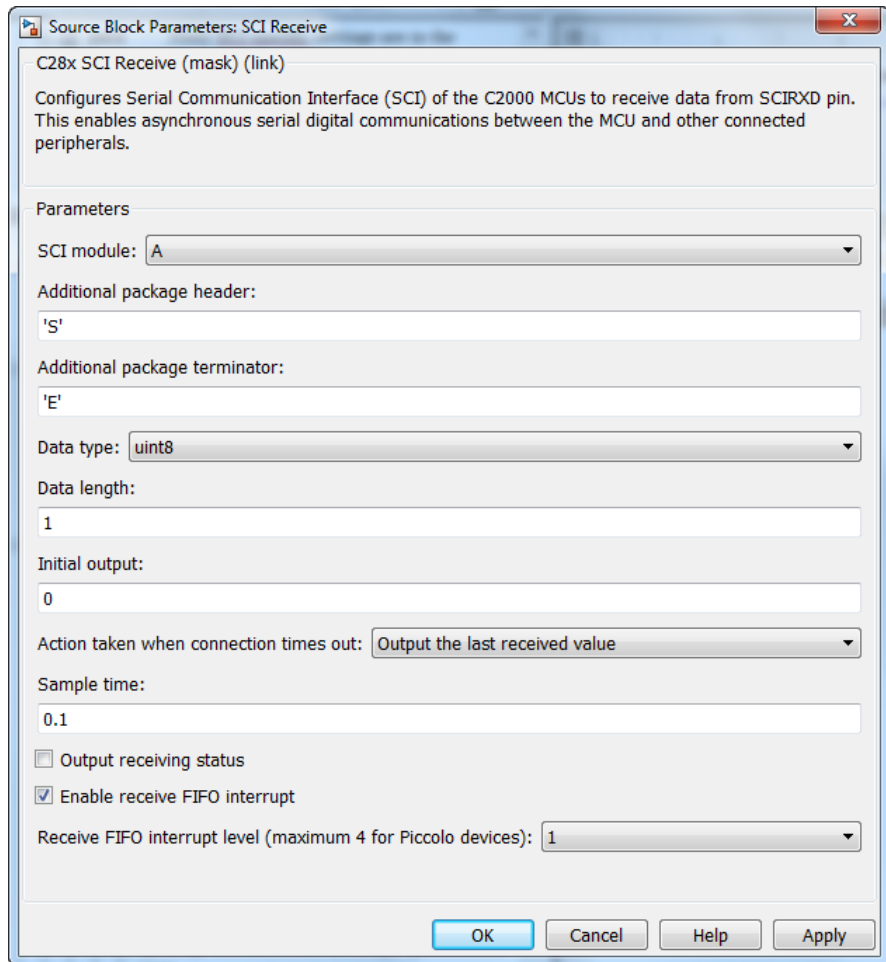 Source Block Parameters: SCI Receive
C28x SCI Receive (mask) (link)
Configures Serial Communication Interface (SCI) of the C2000 MCUs to receive data from SCIRXD pin.
This enables asynchronous serial digital communications between the MCU and other connected
peripherals.
Parameters
SCI module: A
Additional package header:
'S'
Additional package terminator:
'E'
Data type: uint8
Data length:
1
Initial output:
0
Action taken when connection times out: Output the last received value
Sample time:
0.1
Output receiving status
Enable receive FIFO interrupt
Receive FIFO interrupt level (maximum 4 for Piccolo devices): 1
OK Cancel Help Apply